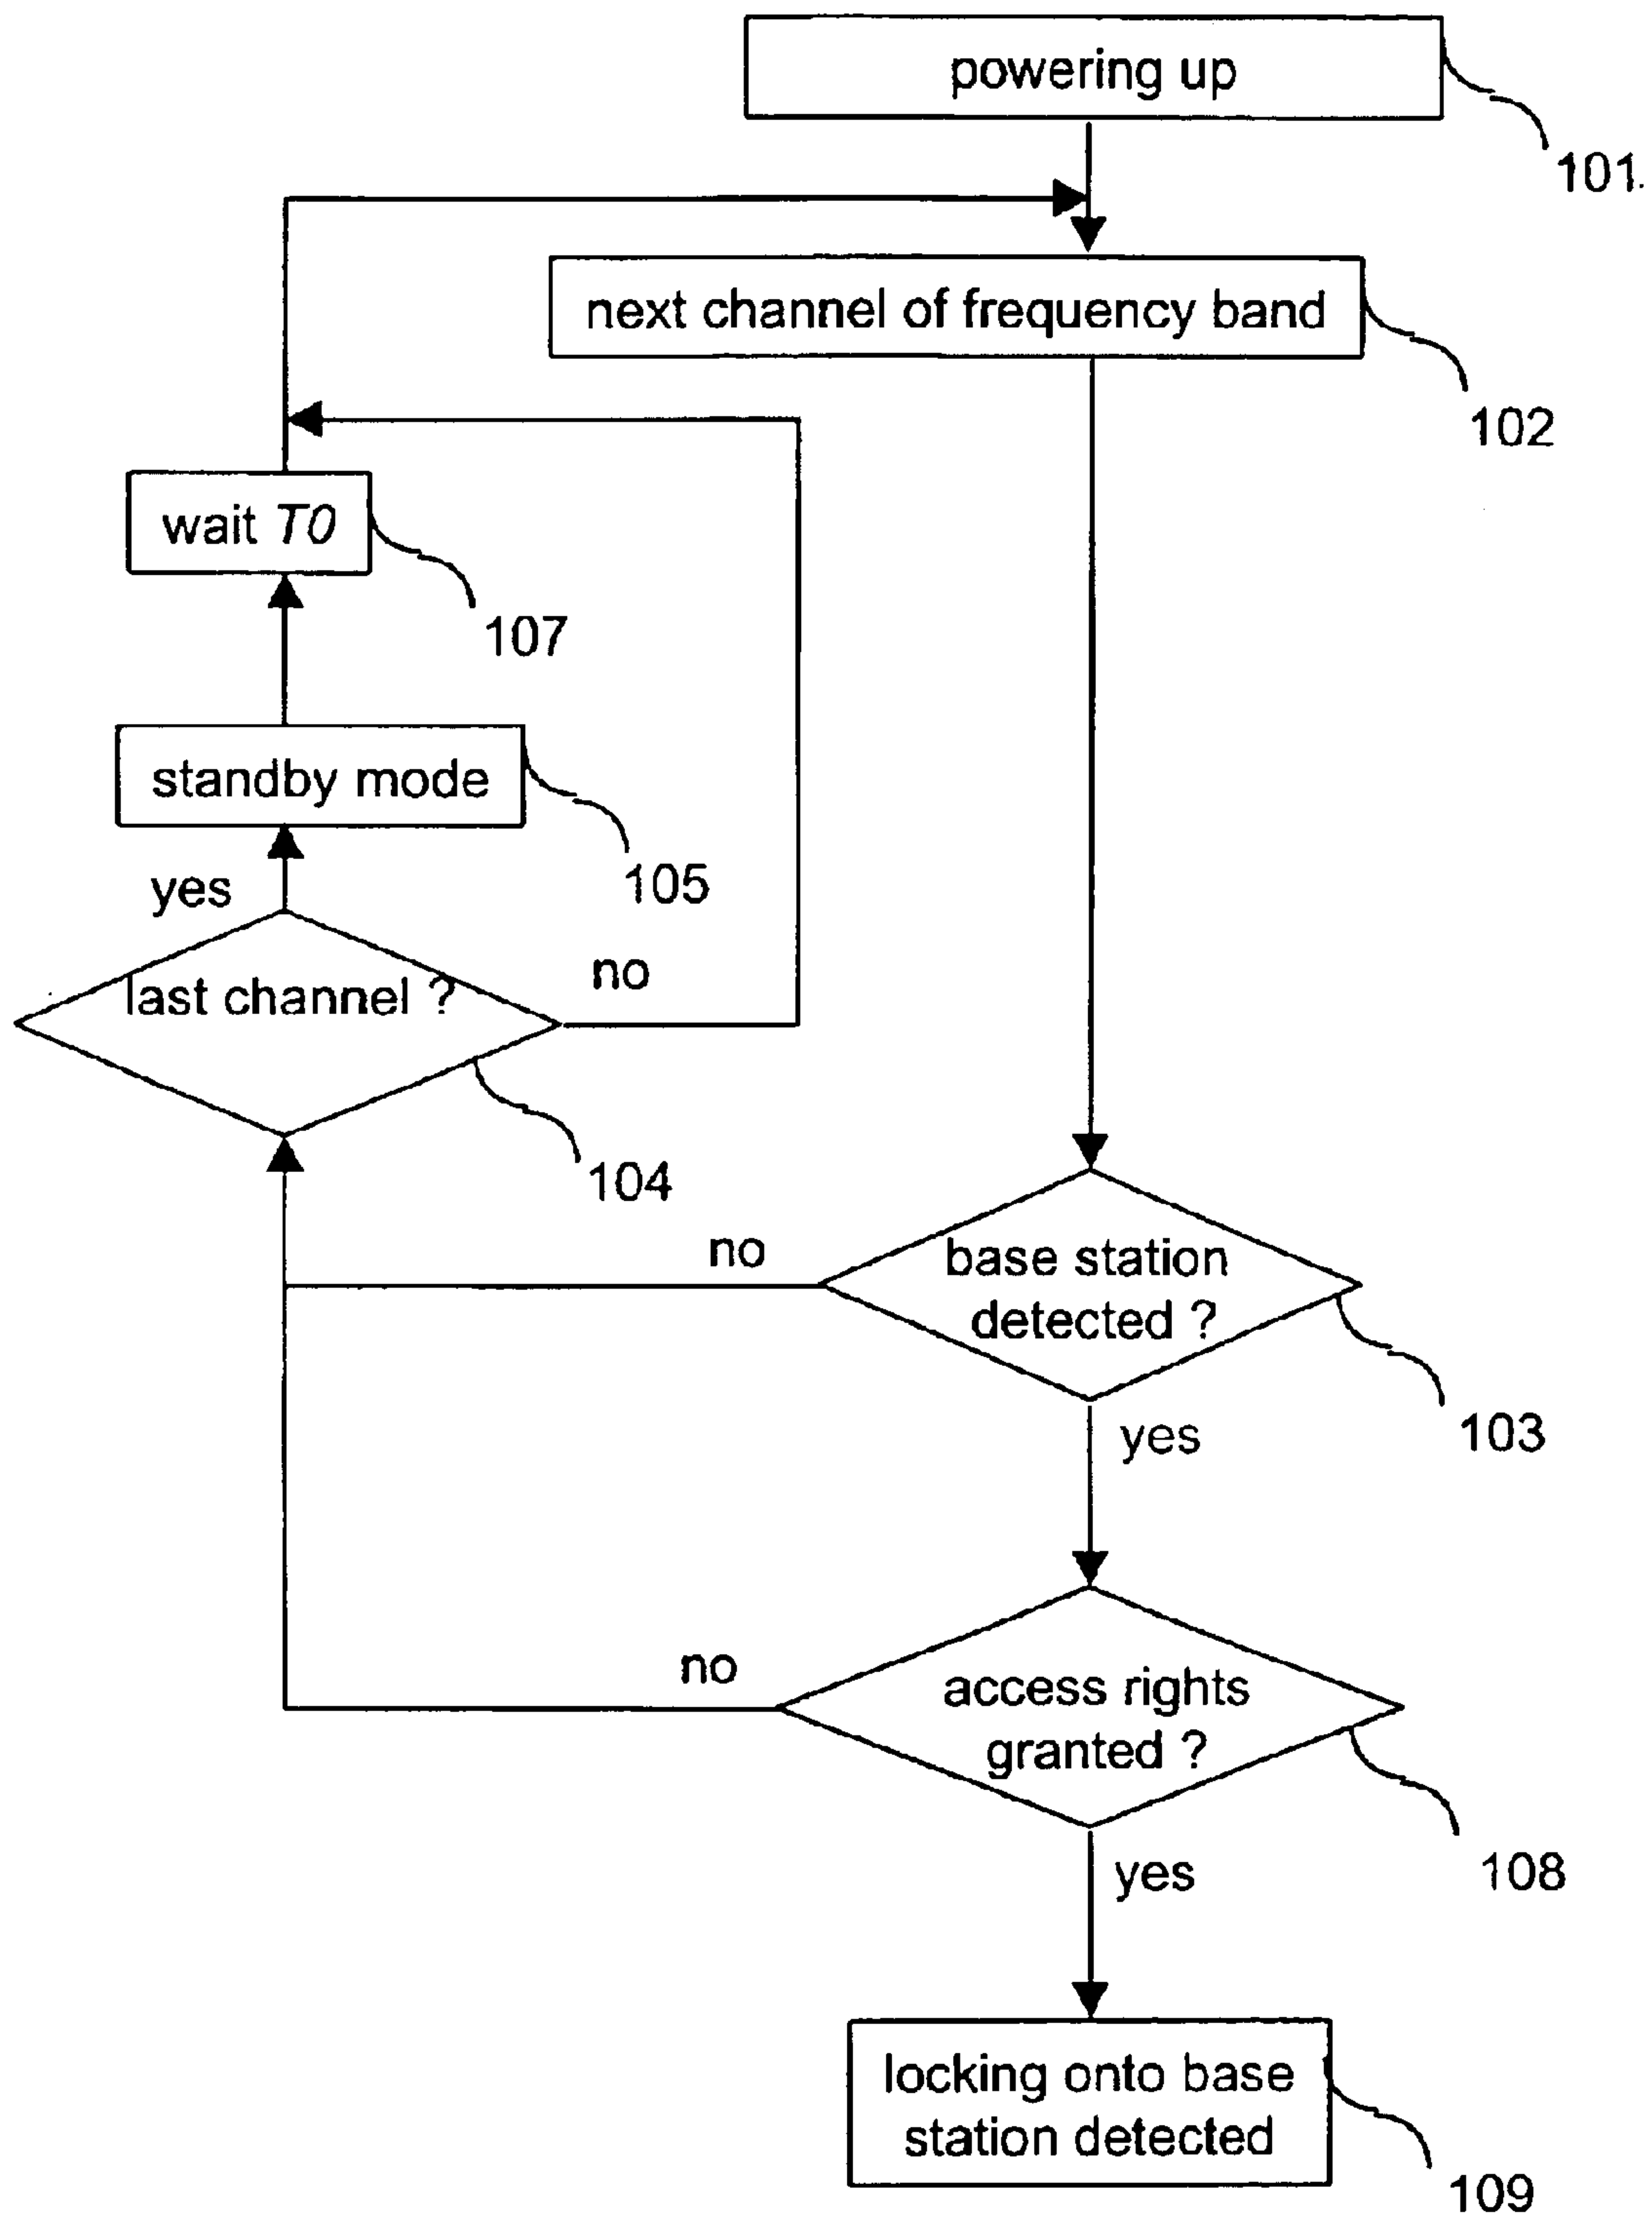 powering up
101.
next channel of frequency band
102
wait T0
107
standby mode
105
yes
last channel ?
no
104
base station
detected ?
no
103
yes
access rights
granted ?
no
108
yes
locking onto base
station detected
109